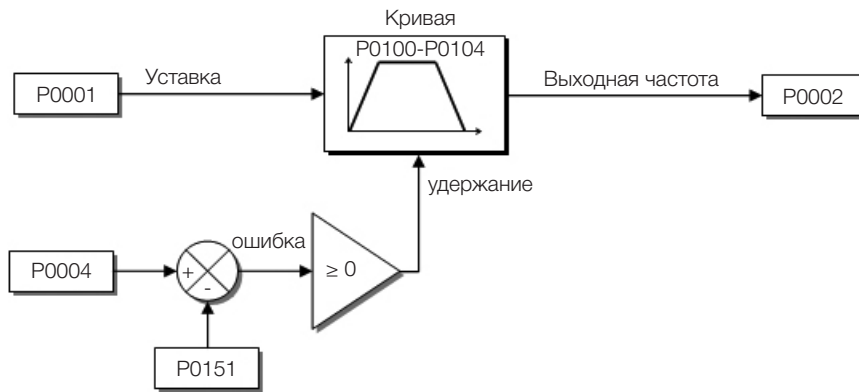 Кривая
P0100-P0104
P0001
Уставка
Выходная частота
P0002
удержание
P0004
+
-
ошибка
≥ 0
P0151